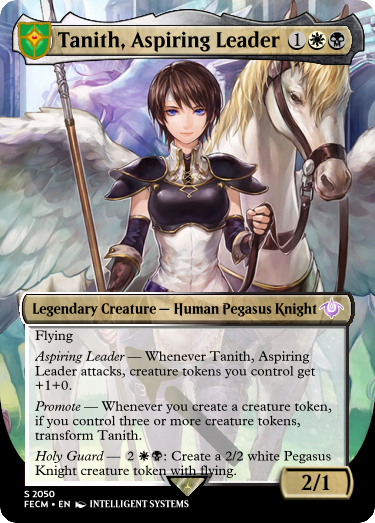 Tanith, Aspiring Leader 1
Legendary Creature — Human Pegasus Knight
Flying
Aspiring Leader — Whenever Tanith, Aspiring
Leader attacks, creature tokens you control get
+1+0.
Promote — Whenever you create a creature token,
if you control three or more creature tokens,
transform Tanith.
Holy Guard — 2 : Create a 2/2 white Pegasus
Knight creature token with flying.
2/1
S 2050
FECM • EN INTELLIGENT SYSTEMS